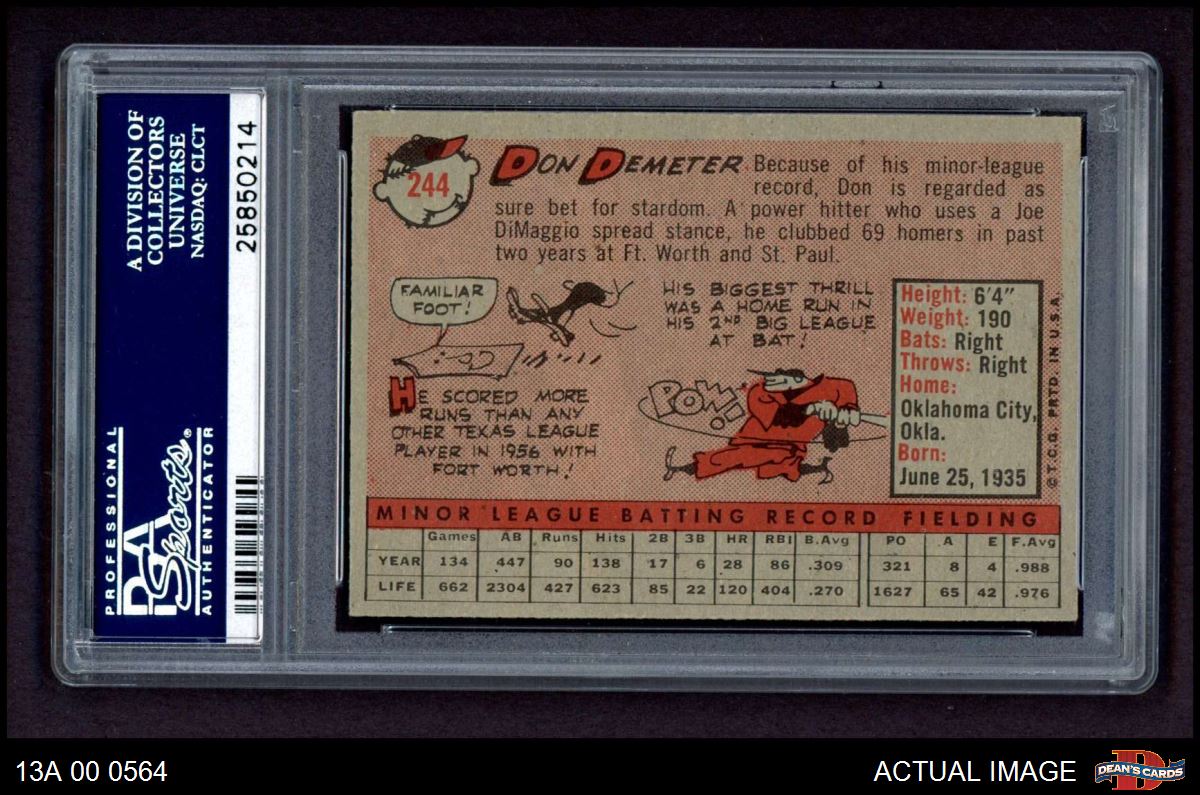 A DIVISION OF
COLLECTORS
UNIVERSE
NASDAQ: CLCT
25850214
PROFESSIONAL
PSA
Sports®
AUTHENTICATOR
244
DON DEMETER Because of his minor-league
record, Don is regarded as
sure bet for stardom. A power hitter who uses a Joe
DiMaggio spread stance, he clubbed 69 homers in past
two years at Ft. Worth and St. Paul.
FAMILIAR
FOOT!
HE SCORED MORE
RUNS THAN ANY
OTHER TEXAS LEAGUE
PLAYER IN 1956 WITH
FORT WORTH!
HIS BIGGEST THRILL
WAS A HOME RUN IN
HIS 2ND BIG LEAGUE
AT BAT!
POW!
Height: 6'4"
Weight: 190
Bats: Right
Throws: Right
Home:
Oklahoma City,
Okla.
Born:
June 25, 1935
© T.C.G. PRTD. IN U.S.A.
MINOR LEAGUE BATTING RECORD FIELDING
Games AB Runs Hits 2B 3B HR RBI B.Avg PO A E F.Avg
YEAR 134 447 90 138 17 6 28 86 .309 321 8 4 .988
LIFE 662 2304 427 623 85 22 120 404 .270 1627 65 42 .976
13A 00 0564
ACTUAL IMAGE
D
DEAN'S CARDS